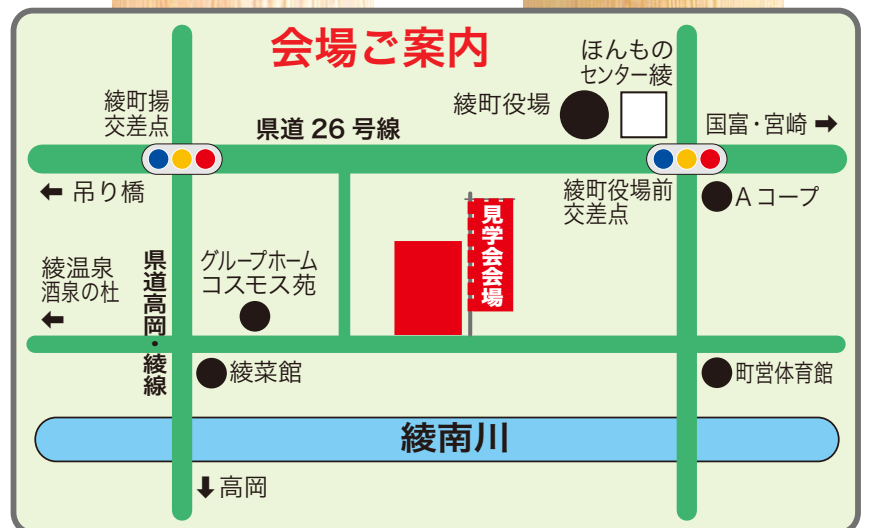 会場ご案内
ほんもの
センター綾
綾町役場
綾町揚
交差点
県道 26 号線
国富・宮崎 ➡
⬅ 吊り橋
綾町役場前
交差点
Aコープ
見学会会場
綾温泉
酒泉の杜
⬅
県道高岡・綾線
グループホーム
コスモス苑
綾菜館
町営体育館
綾南川
⬇高岡